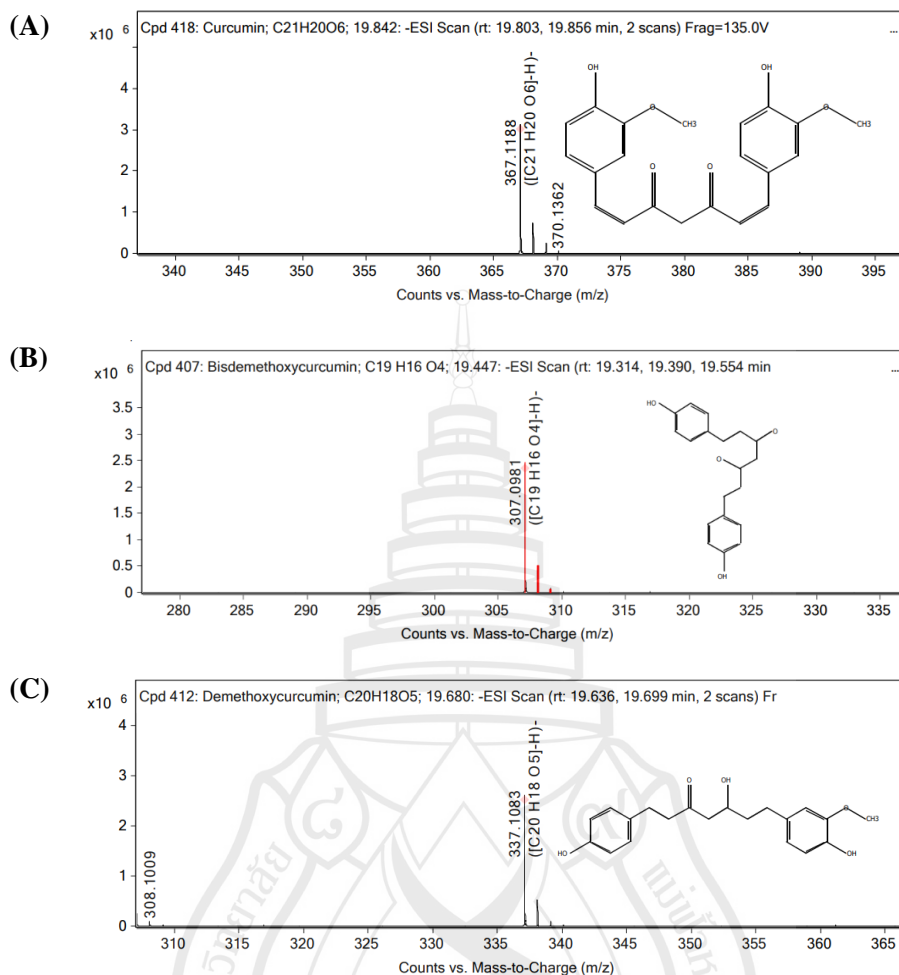 (A)
Cpd 418: Curcumin; C21H20O6; 19.842: -ESI Scan (rt: 19.803, 19.856 min, 2 scans) Frag=135.0V ...
x10 6
4
3
2
1
0
367.1188
([C21 H20 O6]-H)-
370.1362
OH
O
CH3
O
O
OH
O
CH3
340 345 350 355 360 365 370 375 380 385 390 395
Counts vs. Mass-to-Charge (m/z)
(B)
Cpd 407: Bisdemethoxycurcumin; C19 H16 O4; 19.447: -ESI Scan (rt: 19.314, 19.390, 19.554 min ...
x10 6
3.5
3
2.5
2
1.5
1
0.5
0
307.0981
([C19 H16 O4]-H)-
HO
O
O
OH
280 285 290 295 300 305 310 315 320 325 330 335
Counts vs. Mass-to-Charge (m/z)
(C)
Cpd 412: Demethoxycurcumin; C20H18O5; 19.680: -ESI Scan (rt: 19.636, 19.699 min, 2 scans) Fr
x10 6
4
3
2
1
0
308.1009
337.1083
([C20 H18 O5]-H)-
HO
O
OH
O
CH3
OH
310 315 320 325 330 335 340 345 350 355 360 365
Counts vs. Mass-to-Charge (m/z)